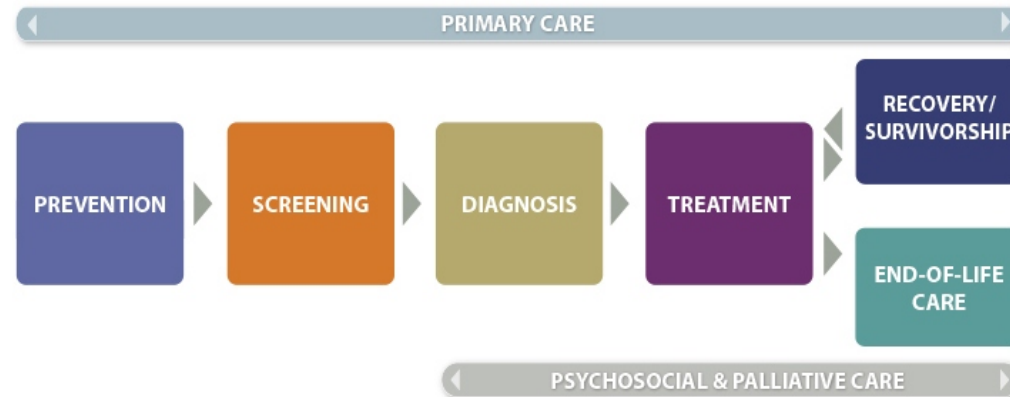 PRIMARY CARE
PREVENTION
SCREENING
DIAGNOSIS
TREATMENT
RECOVERY/
SURVIVORSHIP
END-OF-LIFE
CARE
PSYCHOSOCIAL & PALLIATIVE CARE